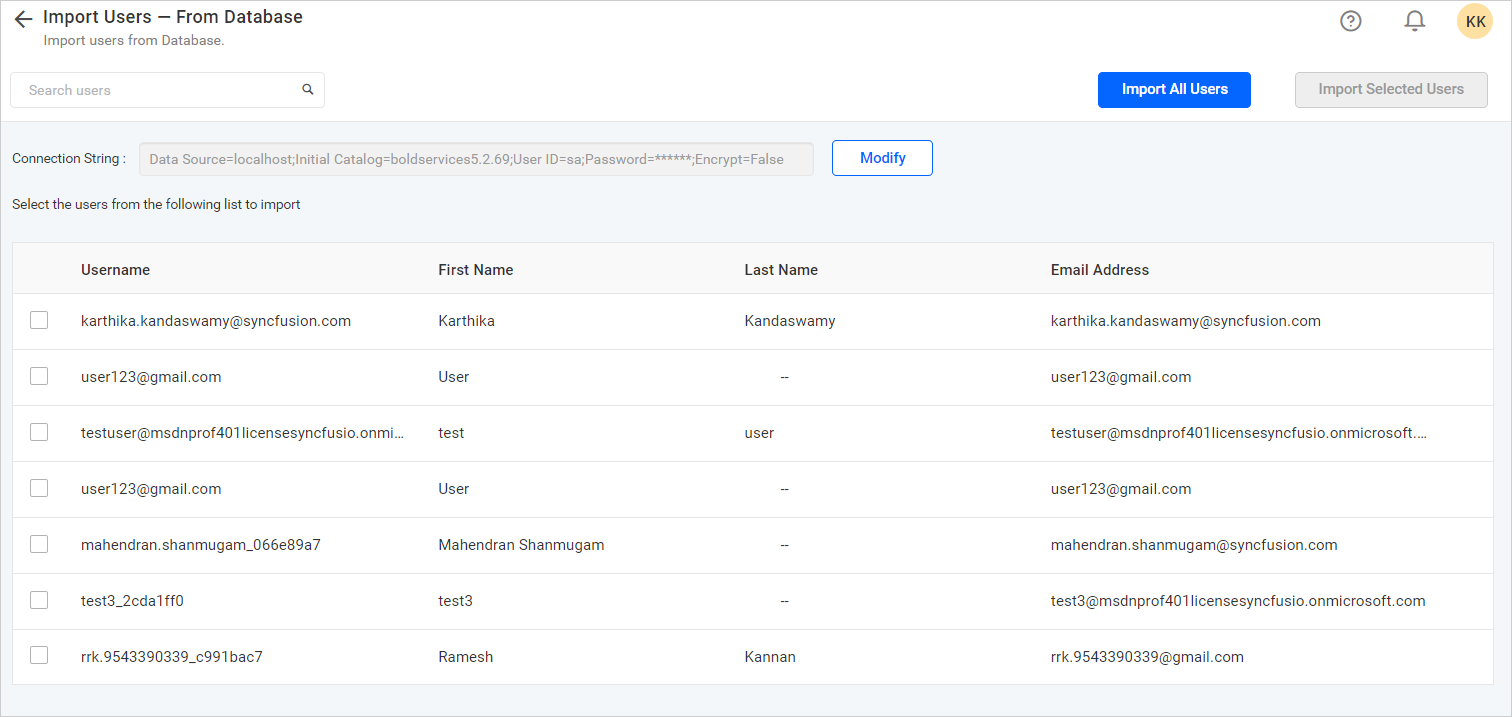 Import Users — From Database
Import users from Database.
KK
Search users
Import All Users
Import Selected Users
Connection String :
Data Source=localhost;Initial Catalog=boldservices5.2.69;User ID=sa;Password=******;Encrypt=False
Modify
Select the users from the following list to import
Username First Name Last Name Email Address
karthika.kandaswamy@syncfusion.com Karthika Kandaswamy karthika.kandaswamy@syncfusion.com
user123@gmail.com User -- user123@gmail.com
testuser@msdnprof401licensesyncfusio.onmi... test user testuser@msdnprof401licensesyncfusio.onmicrosoft....
user123@gmail.com User -- user123@gmail.com
mahendran.shanmugam_066e89a7 Mahendran Shanmugam -- mahendran.shanmugam@syncfusion.com
test3_2cda1ff0 test3 -- test3@msdnprof401licensesyncfusio.onmicrosoft.com
rrk.9543390339_c991bac7 Ramesh Kannan rrk.9543390339@gmail.com